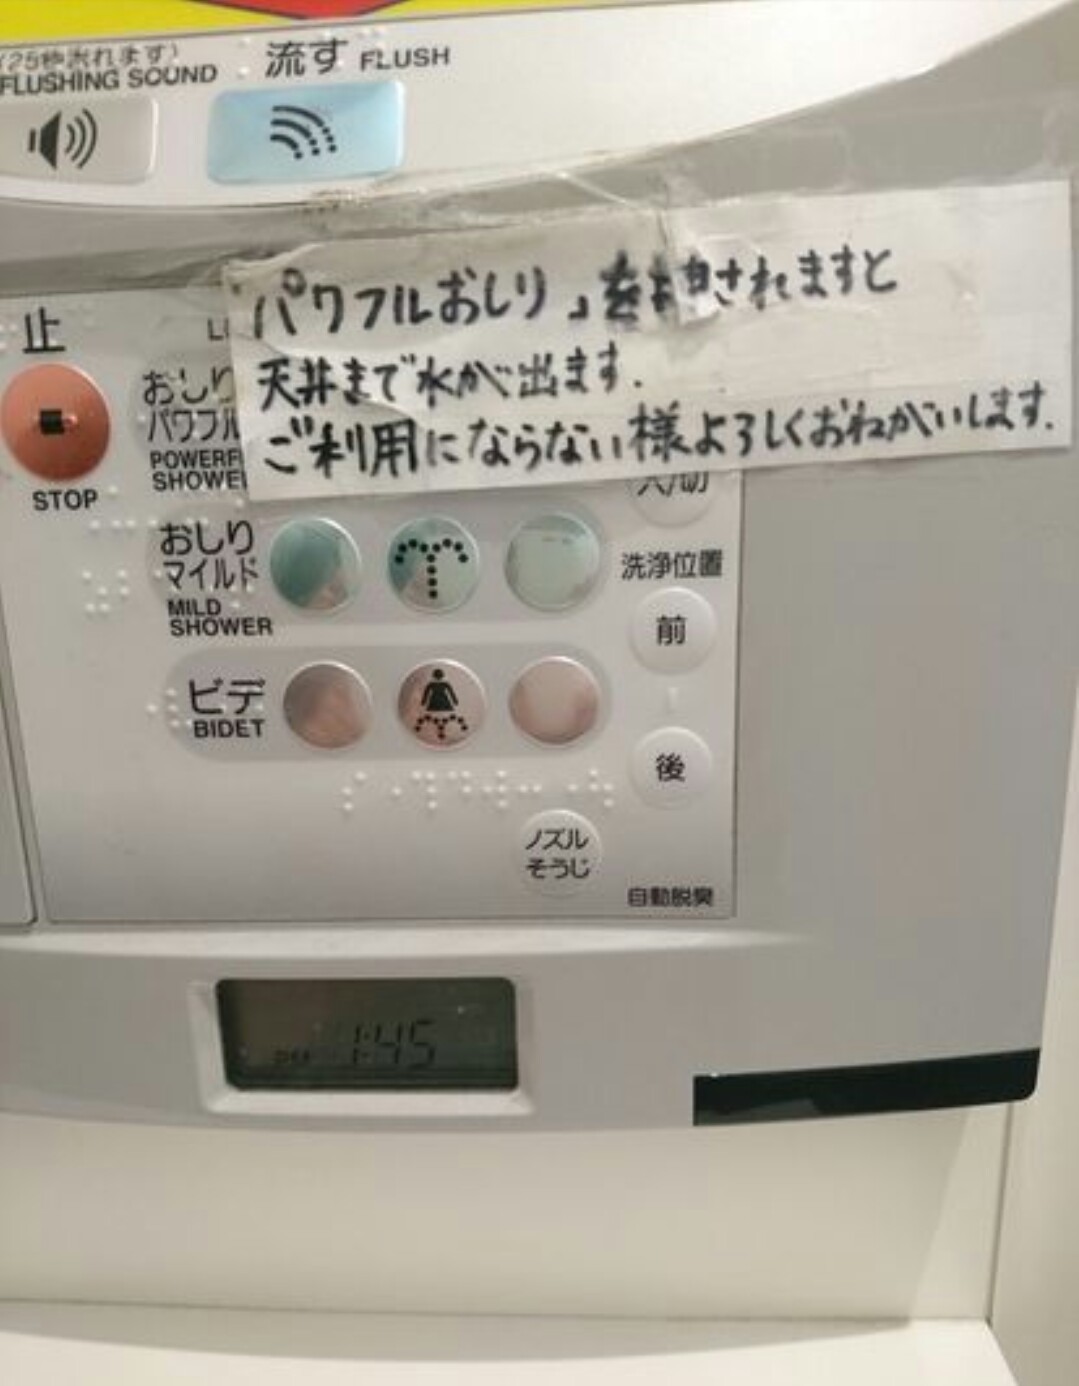 流れます)
FLUSHING SOUND
流す FLUSH
「パワフルおしり」を押されますと
天井まで水が出ます.
ご利用にならない様よろしくおねがいします.
止
STOP
おしり
パワフル
POWERFU
SHOWE
おしり
マイルド
MILD
SHOWER
ビデ
BIDET
洗浄位置
前
後
ノズル
そうじ
自動脱臭
PM 1:45